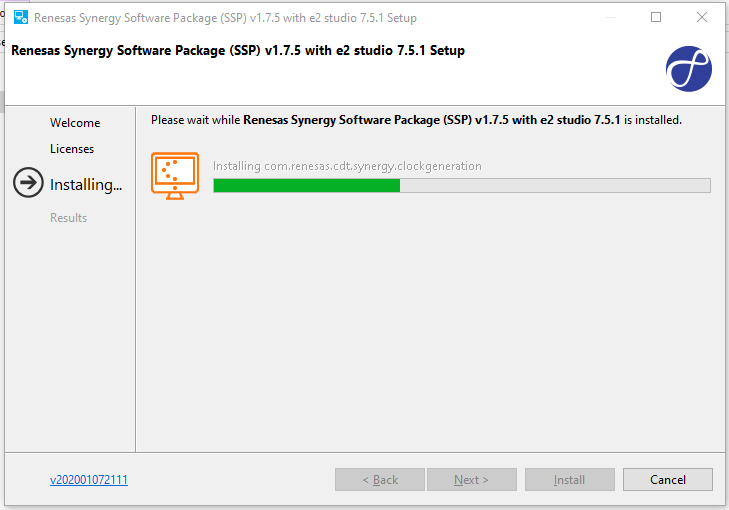 Renesas Synergy Software Package (SSP) v1.7.5 with e2 studio 7.5.1 Setup
Renesas Synergy Software Package (SSP) v1.7.5 with e2 studio 7.5.1
Welcome
Licenses
Installing...
Results
Please wait while Renesas Synergy Software Package (SSP) v1.7.5 with e2 studio 7.5.1 is installed.
Installing com.renesas.cdt.synergy.clockgeneration
v202001072111
< Back
Next >
Install
Cancel